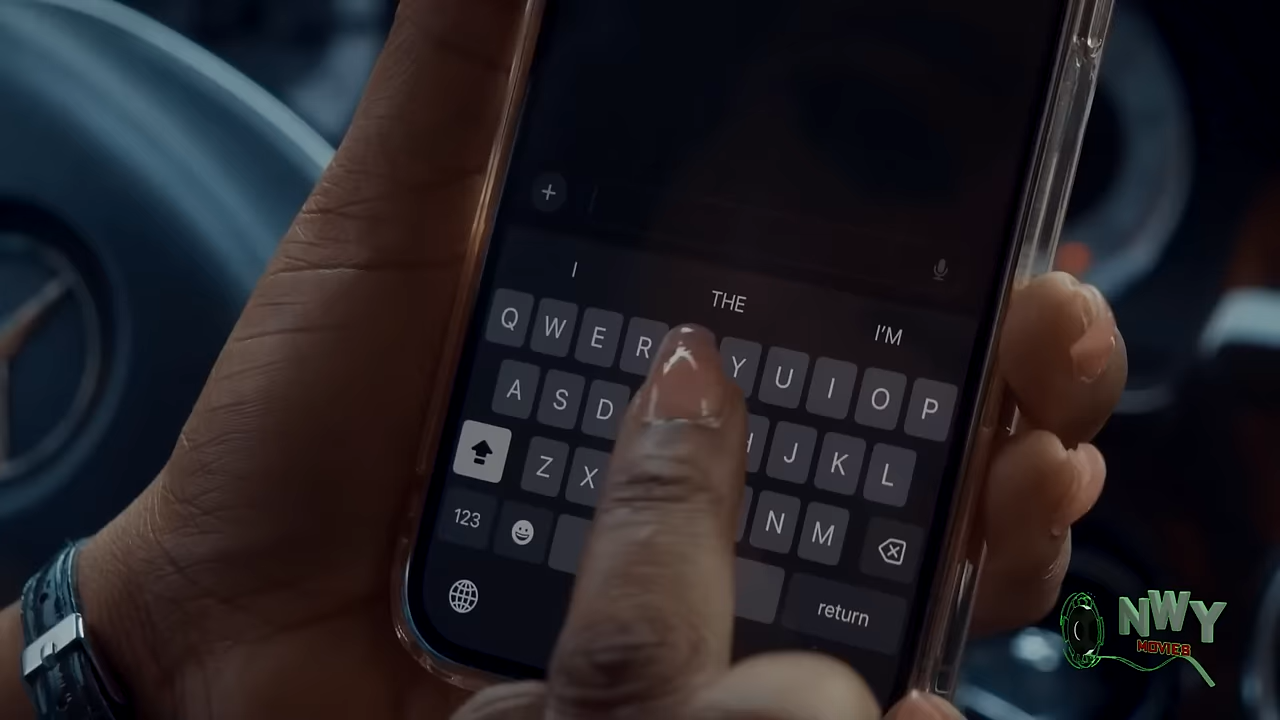 I THE I'M
Q W E R Y U I O P
A S D J K L
Z X N M
123
return
NWY
MOVIES